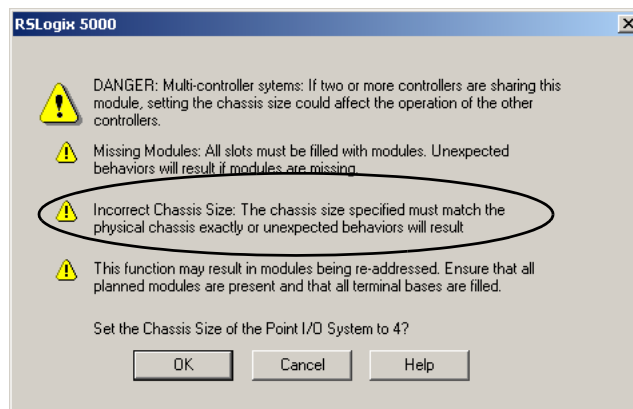 RSLogix 5000
DANGER: Multi-controller sytems: If two or more controllers are sharing this
module, setting the chassis size could affect the operation of the other
controllers.
Missing Modules: All slots must be filled with modules. Unexpected
behaviors will result if modules are missing.
Incorrect Chassis Size: The chassis size specified must match the
physical chassis exactly or unexpected behaviors will result
This function may result in modules being re-addressed. Ensure that all
planned modules are present and that all terminal bases are filled.
Set the Chassis Size of the Point I/O System to 4?
OK Cancel Help